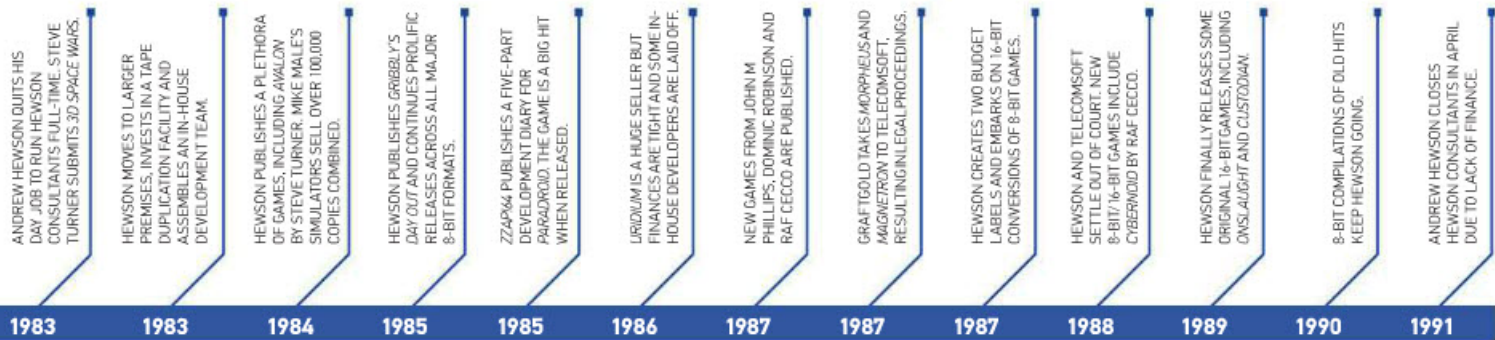 ANDREW HEWSON QUITS HIS
DAY JOB TO RUN HEWSON
CONSULTANTS FULL-TIME. STEVE
TURNER SUBMITS 3D SPACE WARS.
1983
HEWSON MOVES TO LARGER
PREMISES, INVESTS IN A TAPE
DUPLICATION FACILITY AND
ASSEMBLES AN IN-HOUSE
DEVELOPMENT TEAM.
1983
HEWSON PUBLISHES A PLETHORA
OF GAMES, INCLUDING AVALON
BY STEVE TURNER. MIKE MALE'S
SIMULATORS SELL OVER 100,000
COPIES COMBINED.
1984
HEWSON PUBLISHES GRIBBLY'S
DAY OUT AND CONTINUES PROLIFIC
RELEASES ACROSS ALL MAJOR
8-BIT FORMATS.
1985
ZZAP!64 PUBLISHES A FIVE-PART
DEVELOPMENT DIARY FOR
PARADROID. THE GAME IS A BIG HIT
WHEN RELEASED.
1985
URIDIUM IS A HUGE SELLER BUT
FINANCES ARE TIGHT AND SOME IN-
HOUSE DEVELOPERS ARE LAID OFF.
1986
NEW GAMES FROM JOHN M
PHILLIPS, DOMINIC ROBINSON AND
RAF CECCO ARE PUBLISHED.
1987
GRAFTGOLD TAKES MORPHEUS AND
MAGNETRON TO TELECOMSOFT,
RESULTING IN LEGAL PROCEEDINGS.
1987
HEWSON CREATES TWO BUDGET
LABELS AND EMBARKS ON 16-BIT
CONVERSIONS OF 8-BIT GAMES.
1987
HEWSON AND TELECOMSOFT
SETTLE OUT OF COURT. NEW
8-BIT/16-BIT GAMES INCLUDE
CYBERNOID BY RAF CECCO.
1988
HEWSON FINALLY RELEASES SOME
ORIGINAL 16-BIT GAMES, INCLUDING
ONSLAUGHT AND CUSTODIAN.
1989
8-BIT COMPILATIONS OF OLD HITS
KEEP HEWSON GOING.
1990
ANDREW HEWSON CLOSES
HEWSON CONSULTANTS IN APRIL
DUE TO LACK OF FINANCE.
1991